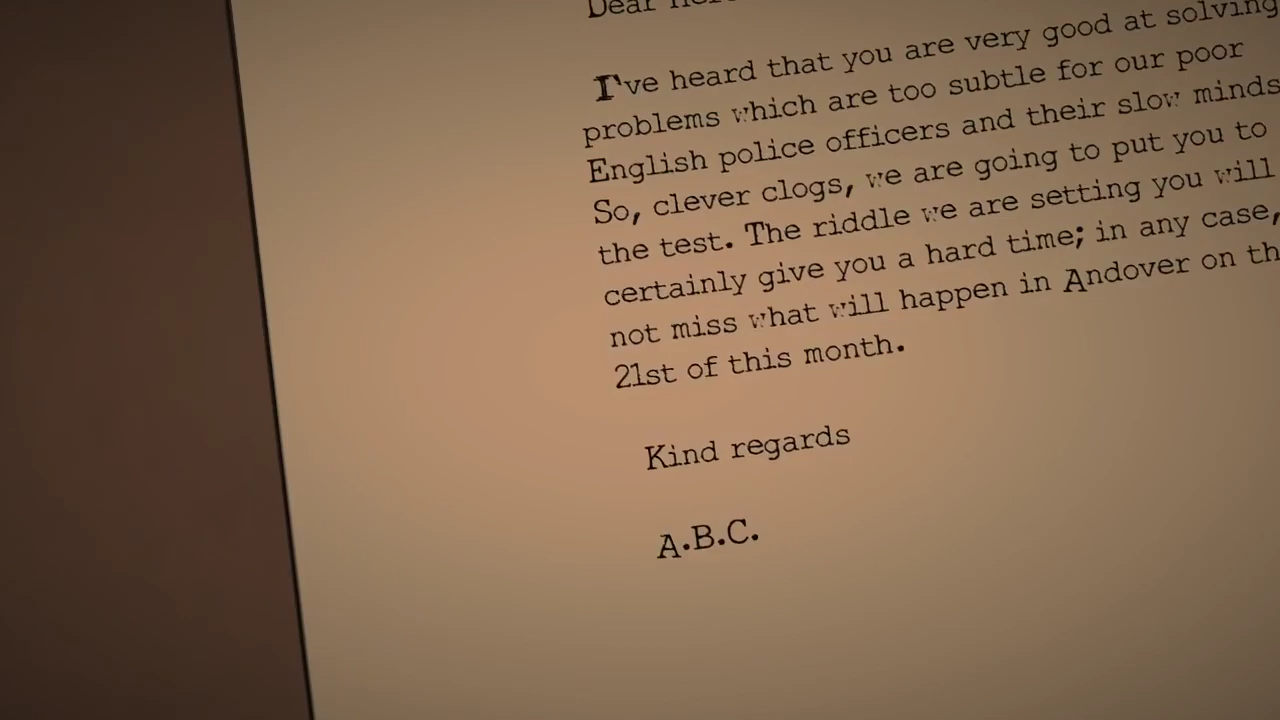 Dear
I've heard that you are very good at solving
problems which are too subtle for our poor
English police officers and their slow minds
So, clever clogs, we are going to put you to
the test. The riddle we are setting you will
certainly give you a hard time; in any case,
not miss what will happen in Andover on
21st of this month.
Kind regards
A.B.C.